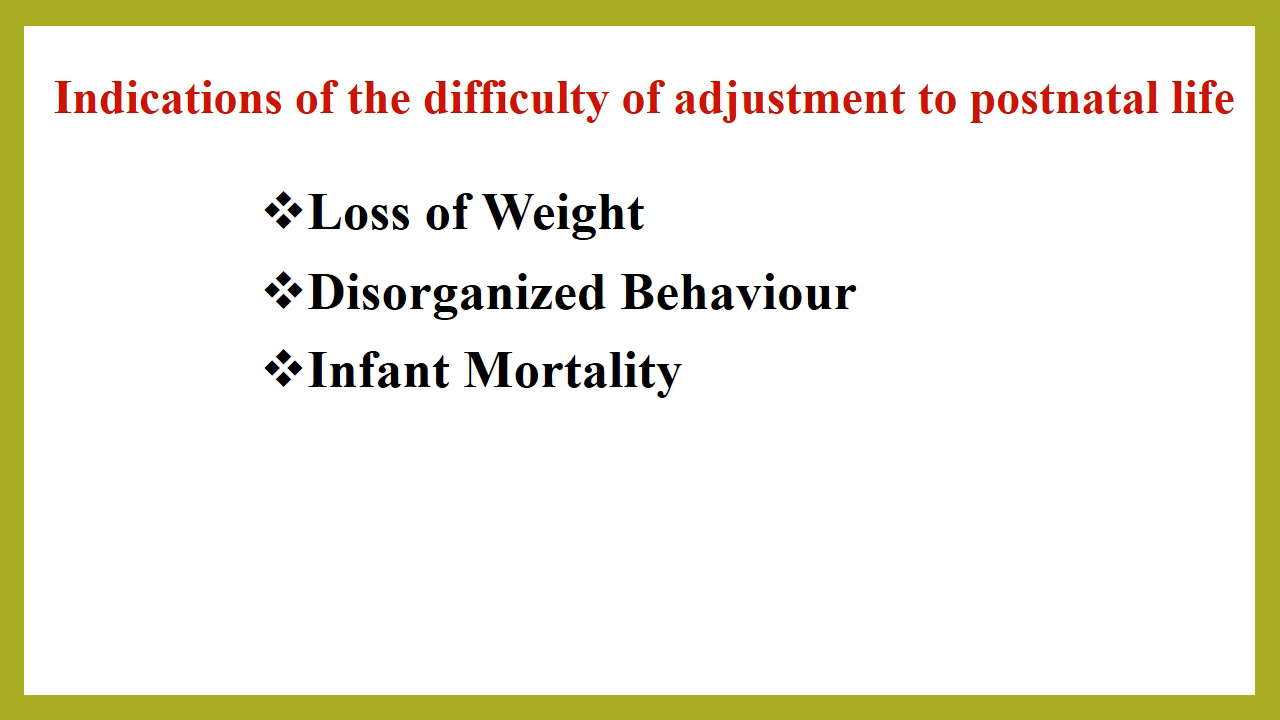 Indications of the difficulty of adjustment to postnatal life
❖Loss of Weight
❖Disorganized Behaviour
❖Infant Mortality